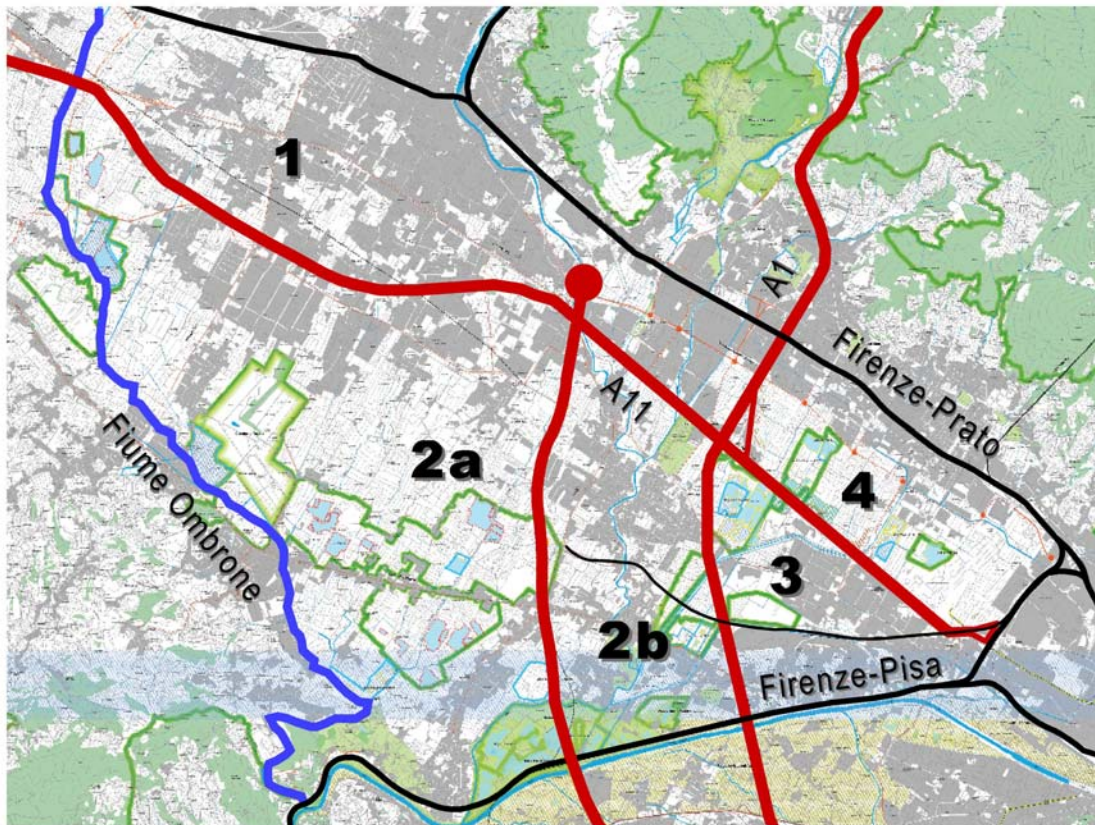 1
A1
Firenze-Prato
A11
2a
4
Fiume Ombrone
3
2b
Firenze-Pisa